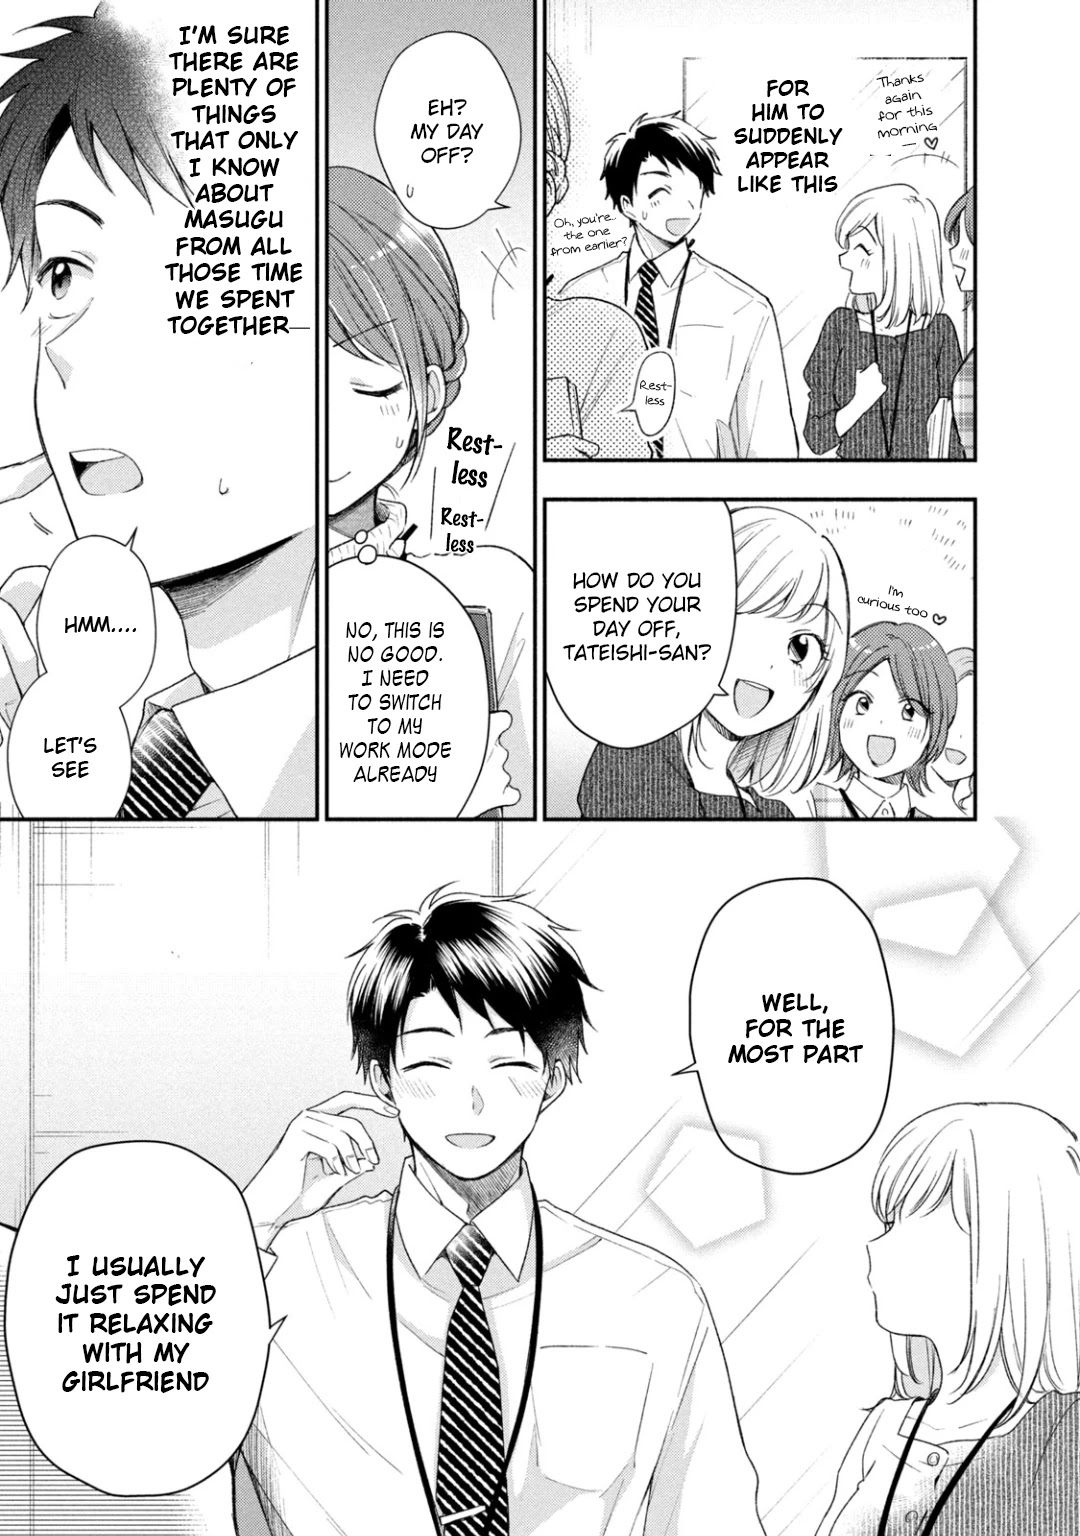 FOR
HIM TO
SUDDENLY
APPEAR
LIKE THIS
Thanks
again
for this
morning
—
Oh, you're..
the one
from earlier?
Rest-
less
HOW DO YOU
SPEND YOUR
DAY OFF,
TATEISHI-SAN?
I'm
curious too
EH?
MY DAY
OFF?
Rest-
less
Rest-
less
NO, THIS IS
NO GOOD.
I NEED
TO SWITCH
TO MY
WORK MODE
ALREADY
I'M SURE
THERE ARE
PLENTY OF
THINGS
THAT ONLY
I KNOW
ABOUT
MASUGU
FROM ALL
THOSE TIME
WE SPENT
TOGETHER—
HMM....
LET'S
SEE
WELL,
FOR THE
MOST PART
I USUALLY
JUST SPEND
IT RELAXING
WITH MY
GIRLFRIEND